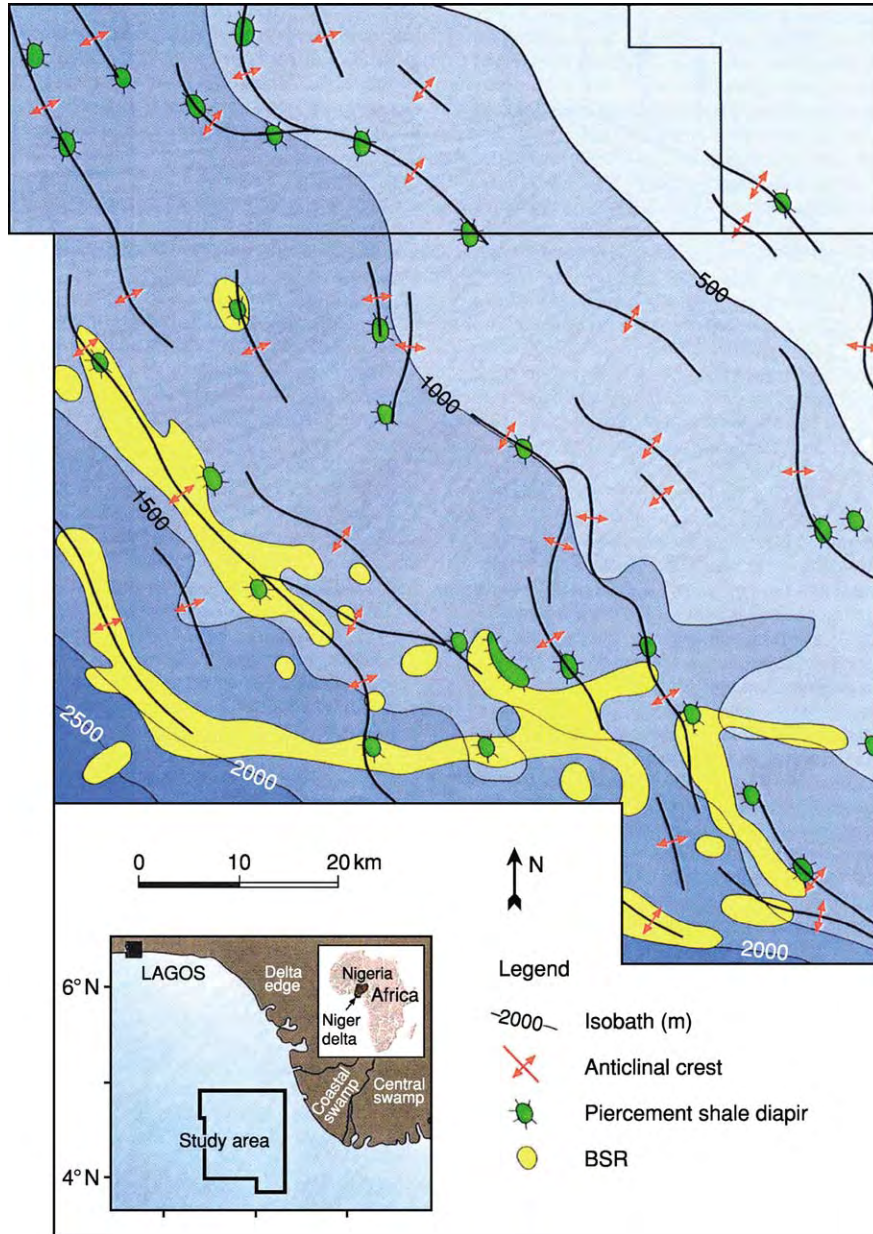 500
1000
1500
2500
2000
2000
0 10 20 km
N
LAGOS
Delta
edge
Nigeria
Africa
Niger
delta
Coastal
swamp
Central
swamp
Study area
6°N
4°N
Legend
2000 Isobath (m)
Anticlinal crest
Piercement shale diapir
BSR